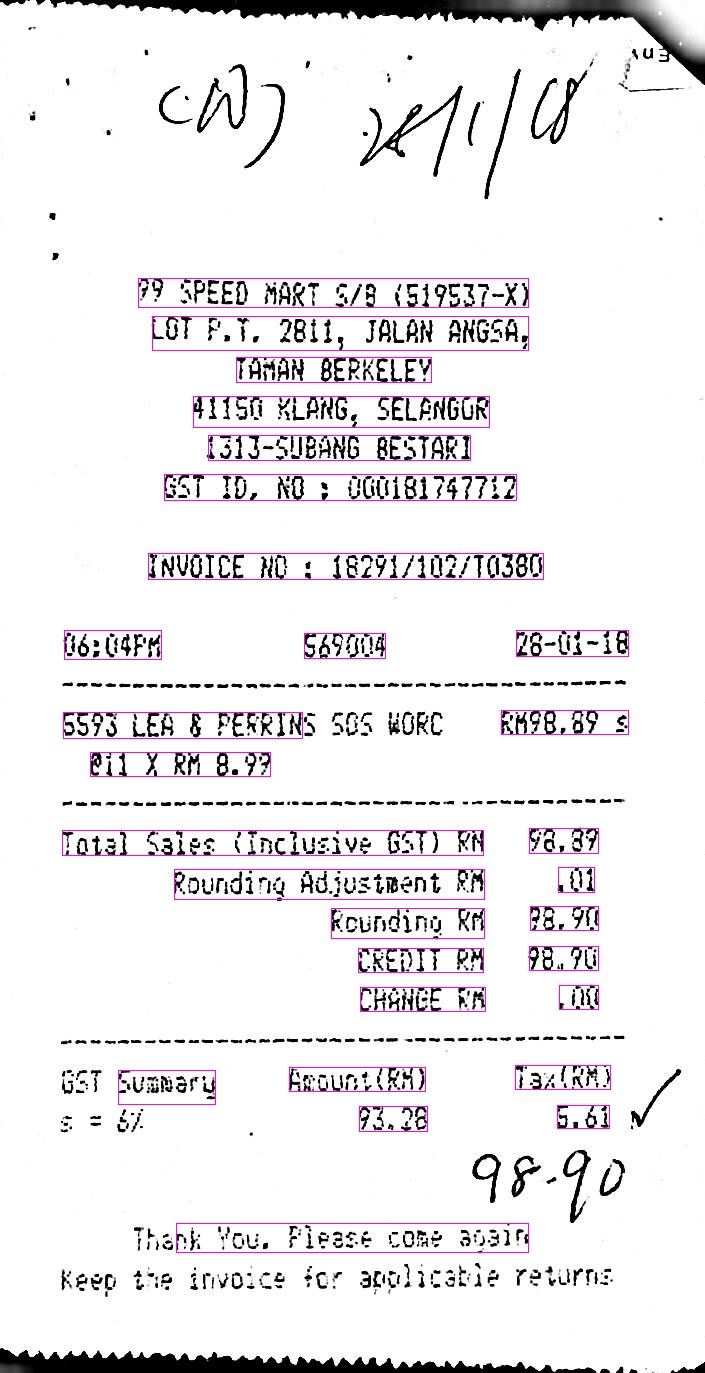 28/1/18
99 SPEED MART S/B (519537-X)
LOT P.T. 2811, JALAN ANGSA,
TAMAN BERKELEY
41150 KLANG, SELANGOR
1313-SUBANG BESTARI
GST ID. NO : 000181747712
INVOICE NO : 18291/102/T0380
06:04PM 569004 28-01-18
5593 LEA & PERRINS SOS WORC RM98.89 s
@11 X RM 8.99
Total Sales (Inclusive GST) RM 98.89
Rounding Adjustment RM .01
Rounding RM 98.90
CREDIT RM 98.90
CHANGE RM .00
GST Summary Amount(RM) Tax(RM)
s = 6% 93.28 5.61
98.90
Thank You. Please come again
Keep the invoice for applicable returns